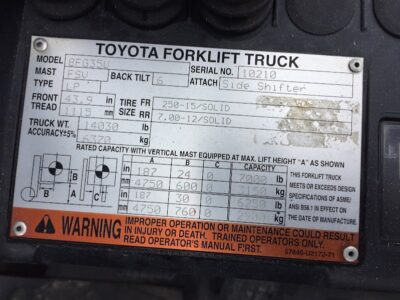 TOYOTA FORKLIFT TRUCK
MODEL 8FG35U SERIAL NO. 10210
MAST FSV BACK TILT 6 ATTACH Side Shifter
TYPE LP
FRONT TREAD 43.9 in TIRE FR 250-15/SOLID
1115 mm SIZE RR 7.00-12/SOLID
TRUCK WT. 14030 lb
ACCURACY±5%
RATED CAPACITY WITH VERTICAL MAST EQUIPPED AT MAX. LIFT HEIGHT "A" AS SHOWN
A B C CAPACITY
in 187 24 0 7000 lb
mm 4750 600 0
in 187 30 0 6250 lb
mm 4750 760 0
A B C
THIS FORKLIFT TRUCK
MEETS OR EXCEEDS DESIGN
SPECIFICATIONS OF ASME/
ANSI B56.1 IN EFFECT ON
THE DATE OF MANUFACTURE.
WARNING
IMPROPER OPERATION OR MAINTENANCE COULD RESULT
IN INJURY OR DEATH. TRAINED OPERATORS ONLY.
READ OPERATOR'S MANUAL FIRST.